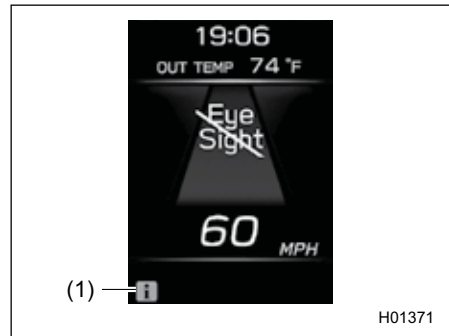 19:06
OUT TEMP 74 °F
Eye
Sight
60
MPH
(1)
i
H01371